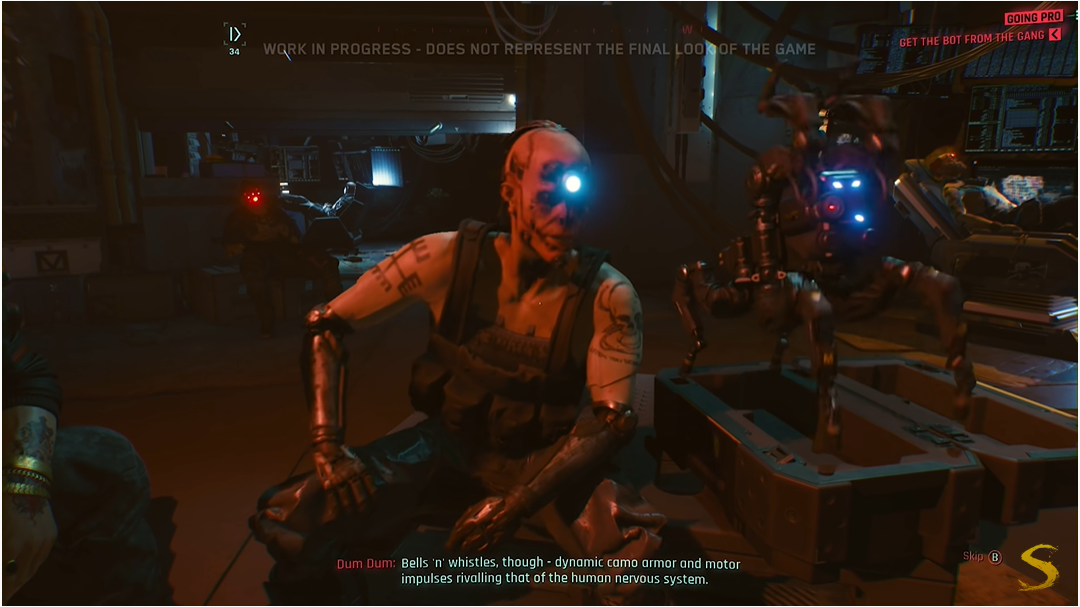 GOING PRO
34
W
WORK IN PROGRESS - DOES NOT REPRESENT THE FINAL LOOK OF THE GAME
GET THE BOT FROM THE GANG
Skip B
Dum Dum: Bells 'n' whistles, though - dynamic camo armor and motor
impulses rivalling that of the human nervous system.
S